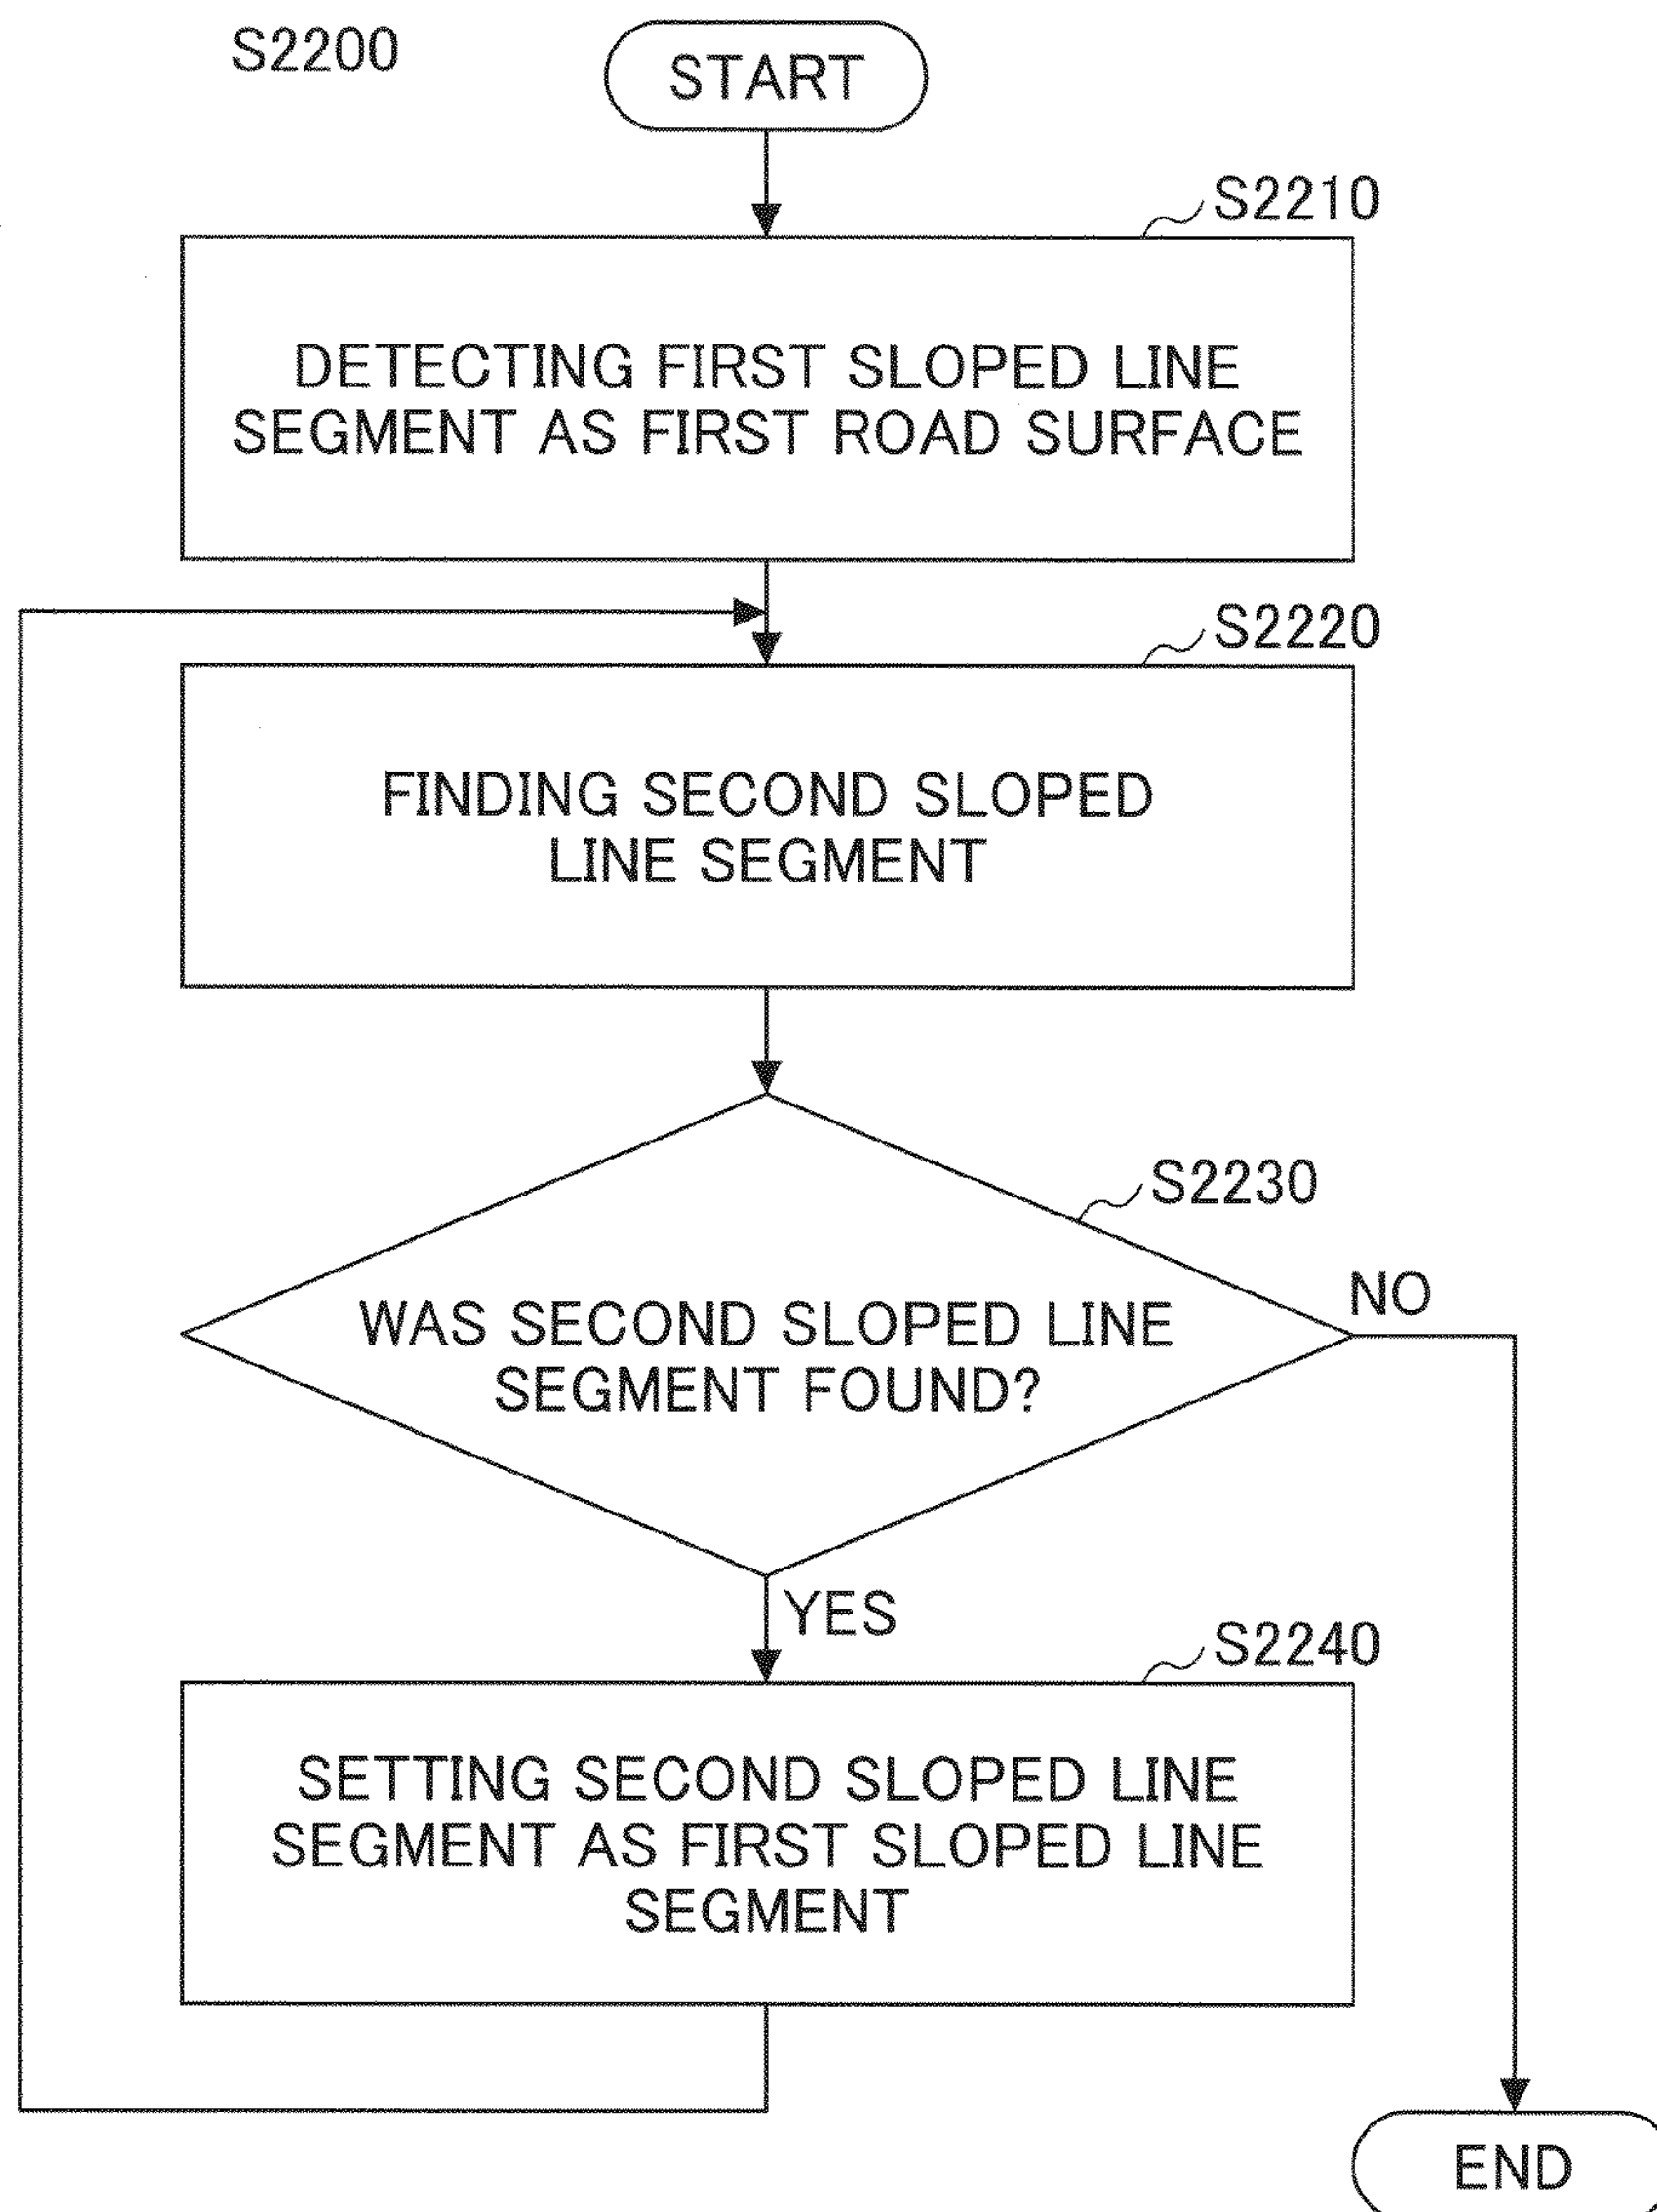 S2200
START
S2210
DETECTING FIRST SLOPED LINE
SEGMENT AS FIRST ROAD SURFACE
S2220
FINDING SECOND SLOPED
LINE SEGMENT
S2230
WAS SECOND SLOPED LINE
SEGMENT FOUND?
NO
YES
S2240
SETTING SECOND SLOPED LINE
SEGMENT AS FIRST SLOPED LINE
SEGMENT
END